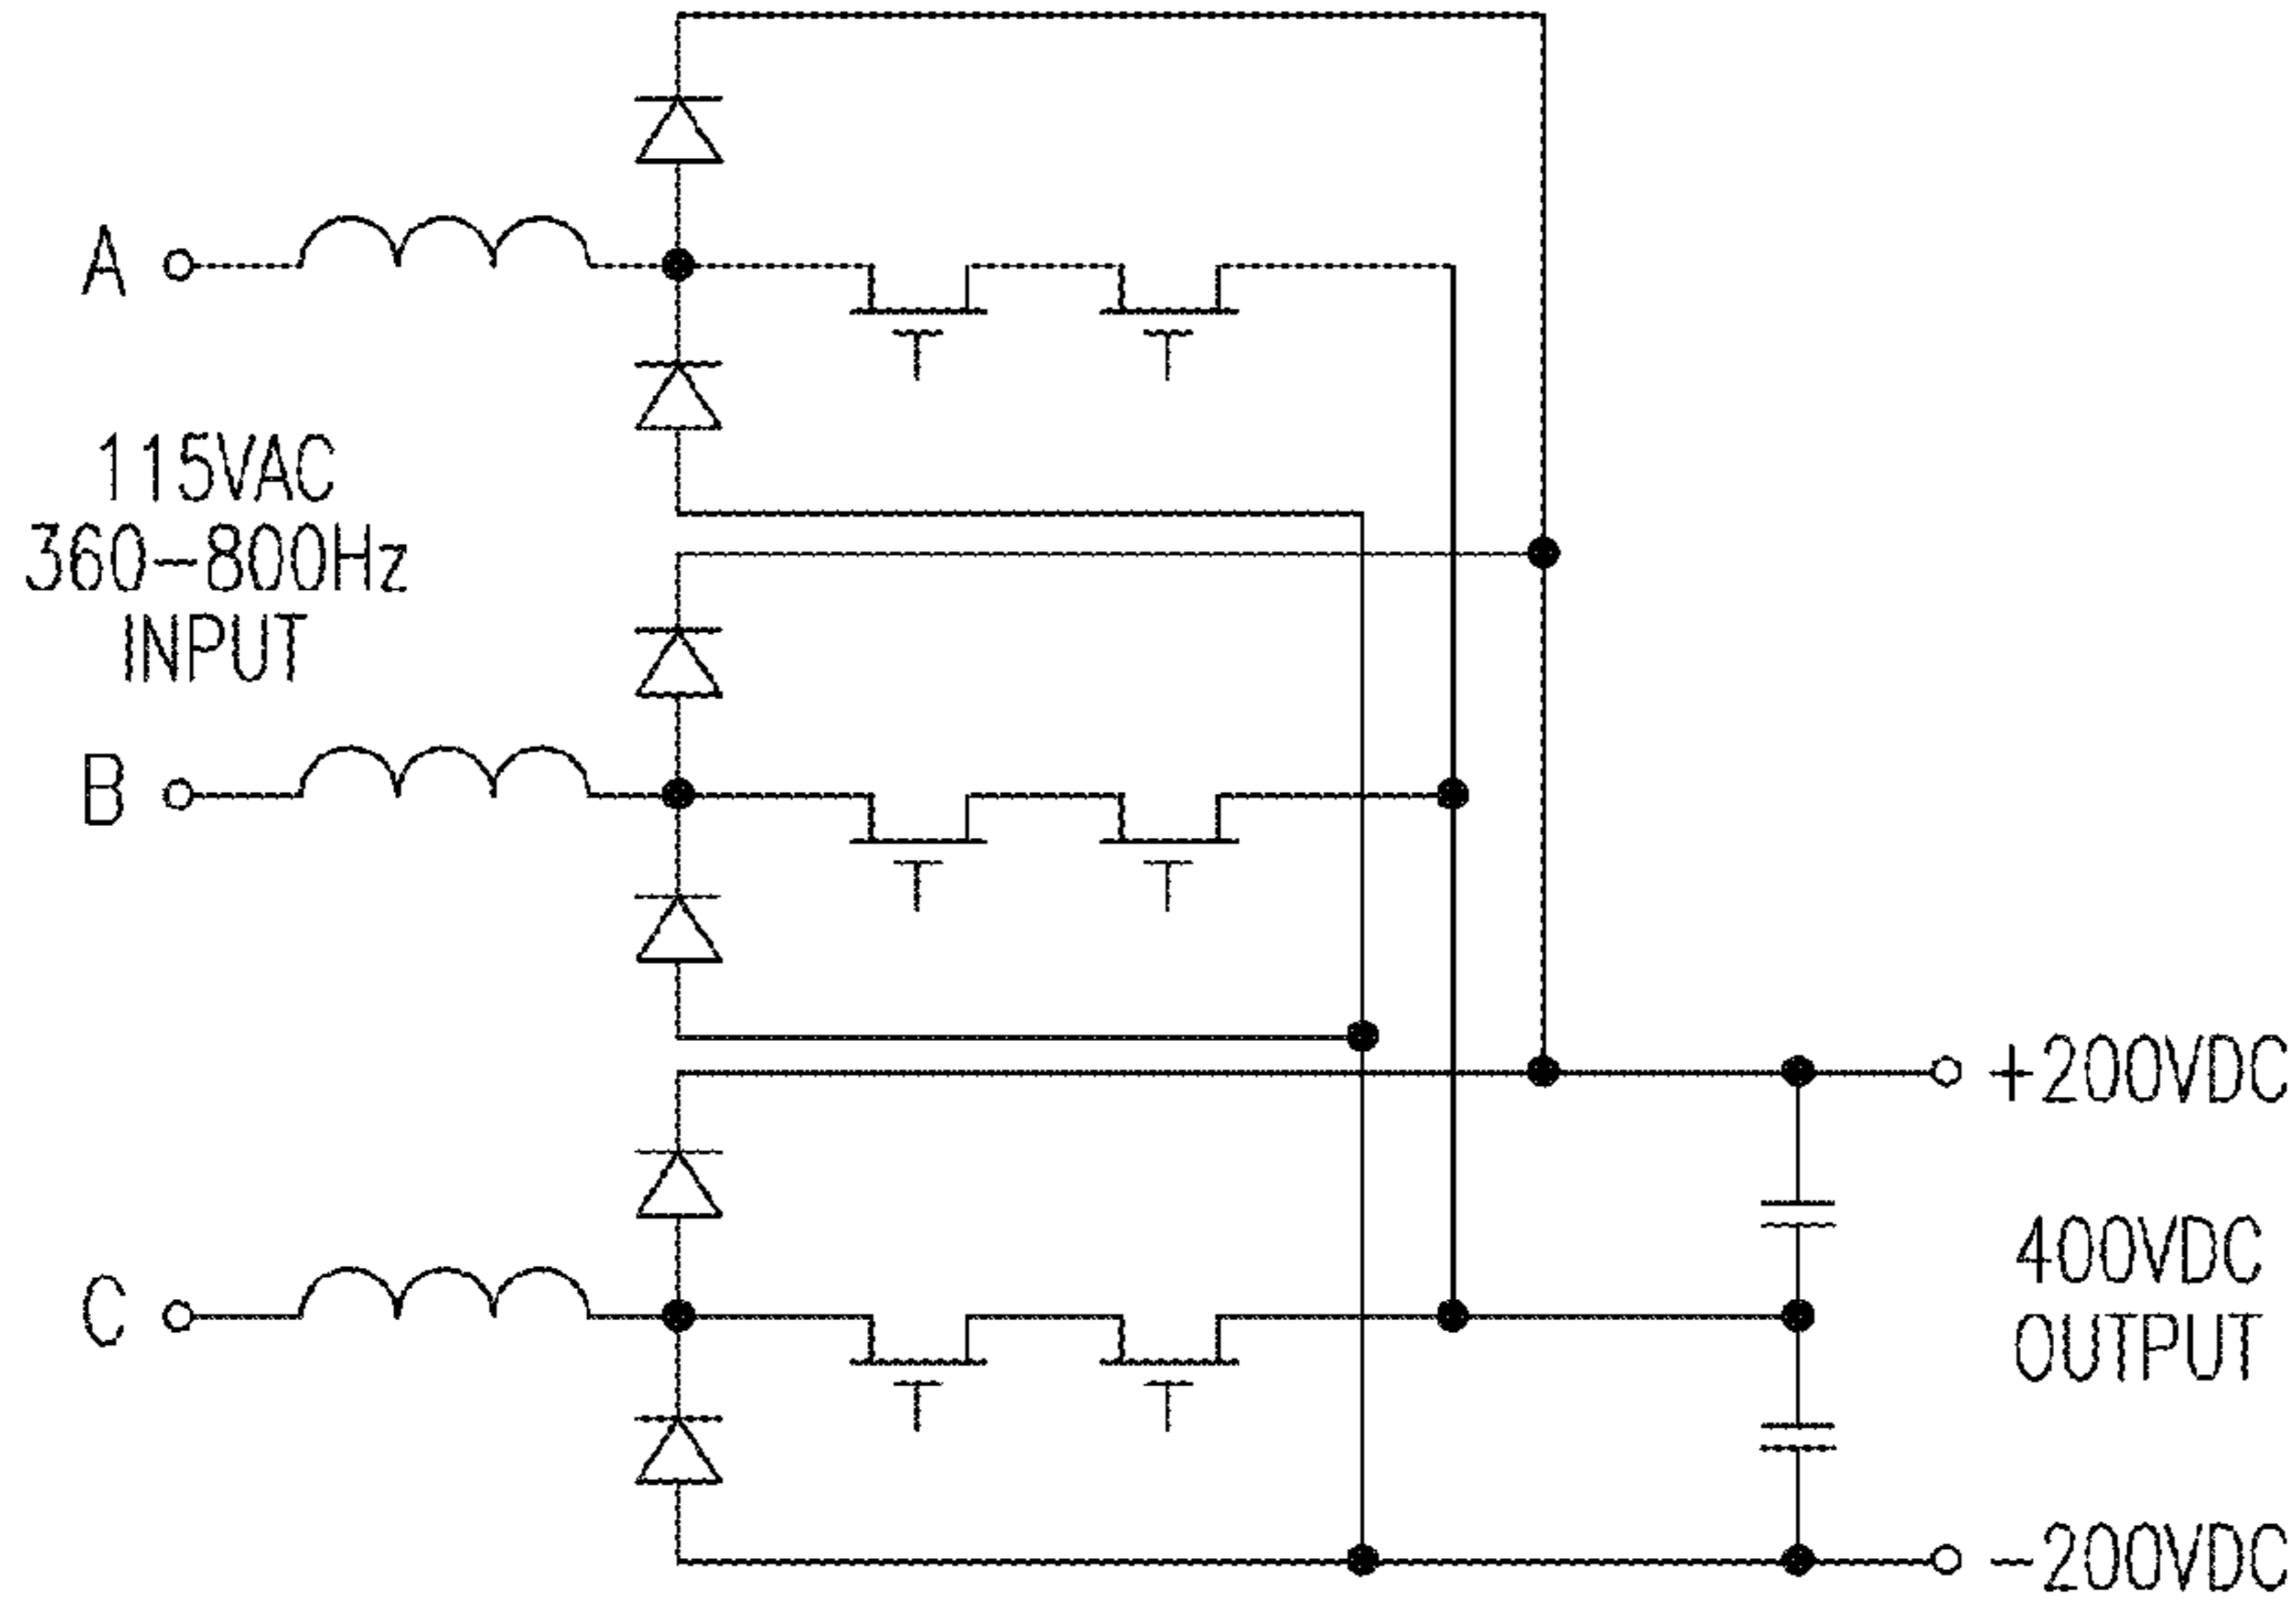 A
115VAC
360-800Hz
INPUT
B
C
+200VDC
400VDC
OUTPUT
-200VDC